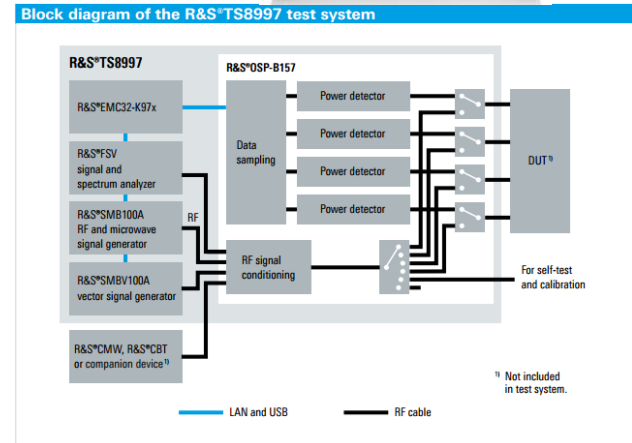 Block diagram of the R&S®TS8997 test system
R&S®TS8997
R&S®OSP-B157
R&S®EMC32-K97x
R&S®FSV
signal and
spectrum analyzer
R&S®SMB100A
RF and microwave
signal generator
R&S®SMBV100A
vector signal generator
R&S®CMW, R&S®CBT
or companion device¹⁾
RF
Data
sampling
Power detector
Power detector
Power detector
Power detector
RF signal
conditioning
DUT¹⁾
For self-test
and calibration
¹⁾ Not included
in test system.
LAN and USB
RF cable